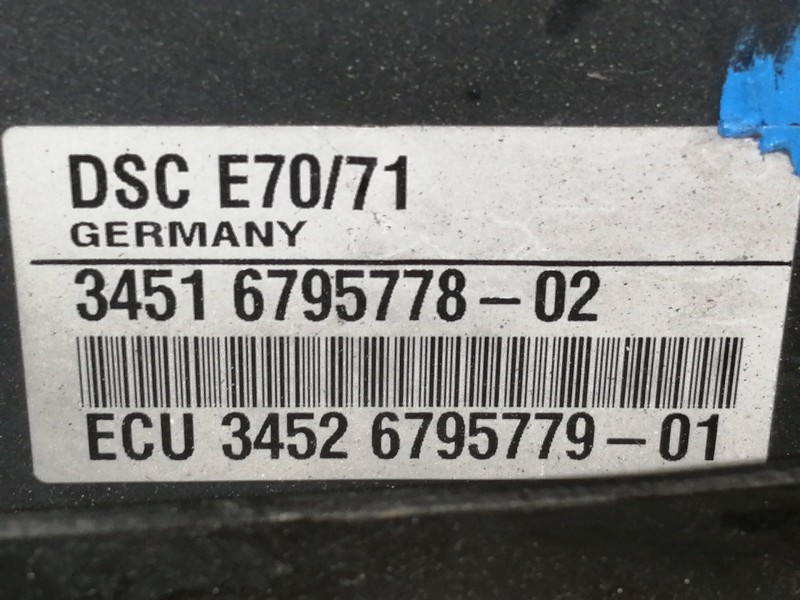 DSC E70/71
GERMANY
3451 6795778-02
ECU 3452 6795779-01